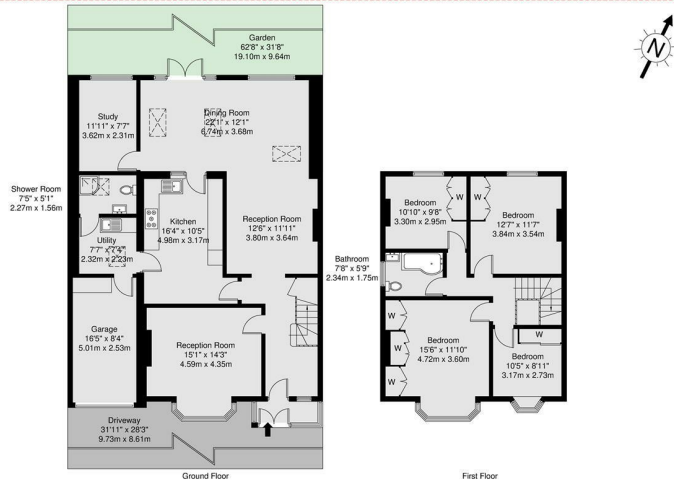 Garden
62'8" x 31'8"
19.10m x 9.64m
N
Study
11'11" x 7'7"
3.62m x 2.31m
Dining Room
22'1" x 12'1"
6.74m x 3.68m
Shower Room
7'5" x 5'1"
2.27m x 1.56m
Kitchen
16'4" x 10'5"
4.98m x 3.17m
Reception Room
12'6" x 11'11"
3.80m x 3.64m
Utility
7'7" x 7'4"
2.32m x 2.23m
Garage
16'5" x 8'4"
5.01m x 2.53m
Reception Room
15'1" x 14'3"
4.59m x 4.35m
Driveway
31'11" x 28'3"
9.73m x 8.61m
Ground Floor
Bedroom
10'10" x 9'8"
3.30m x 2.95m
W
W
Bedroom
12'7" x 11'7"
3.84m x 3.54m
Bathroom
7'8" x 5'9"
2.34m x 1.75m
W
W
W
Bedroom
15'6" x 11'10"
4.72m x 3.60m
W
Bedroom
10'5" x 8'11"
3.17m x 2.73m
First Floor